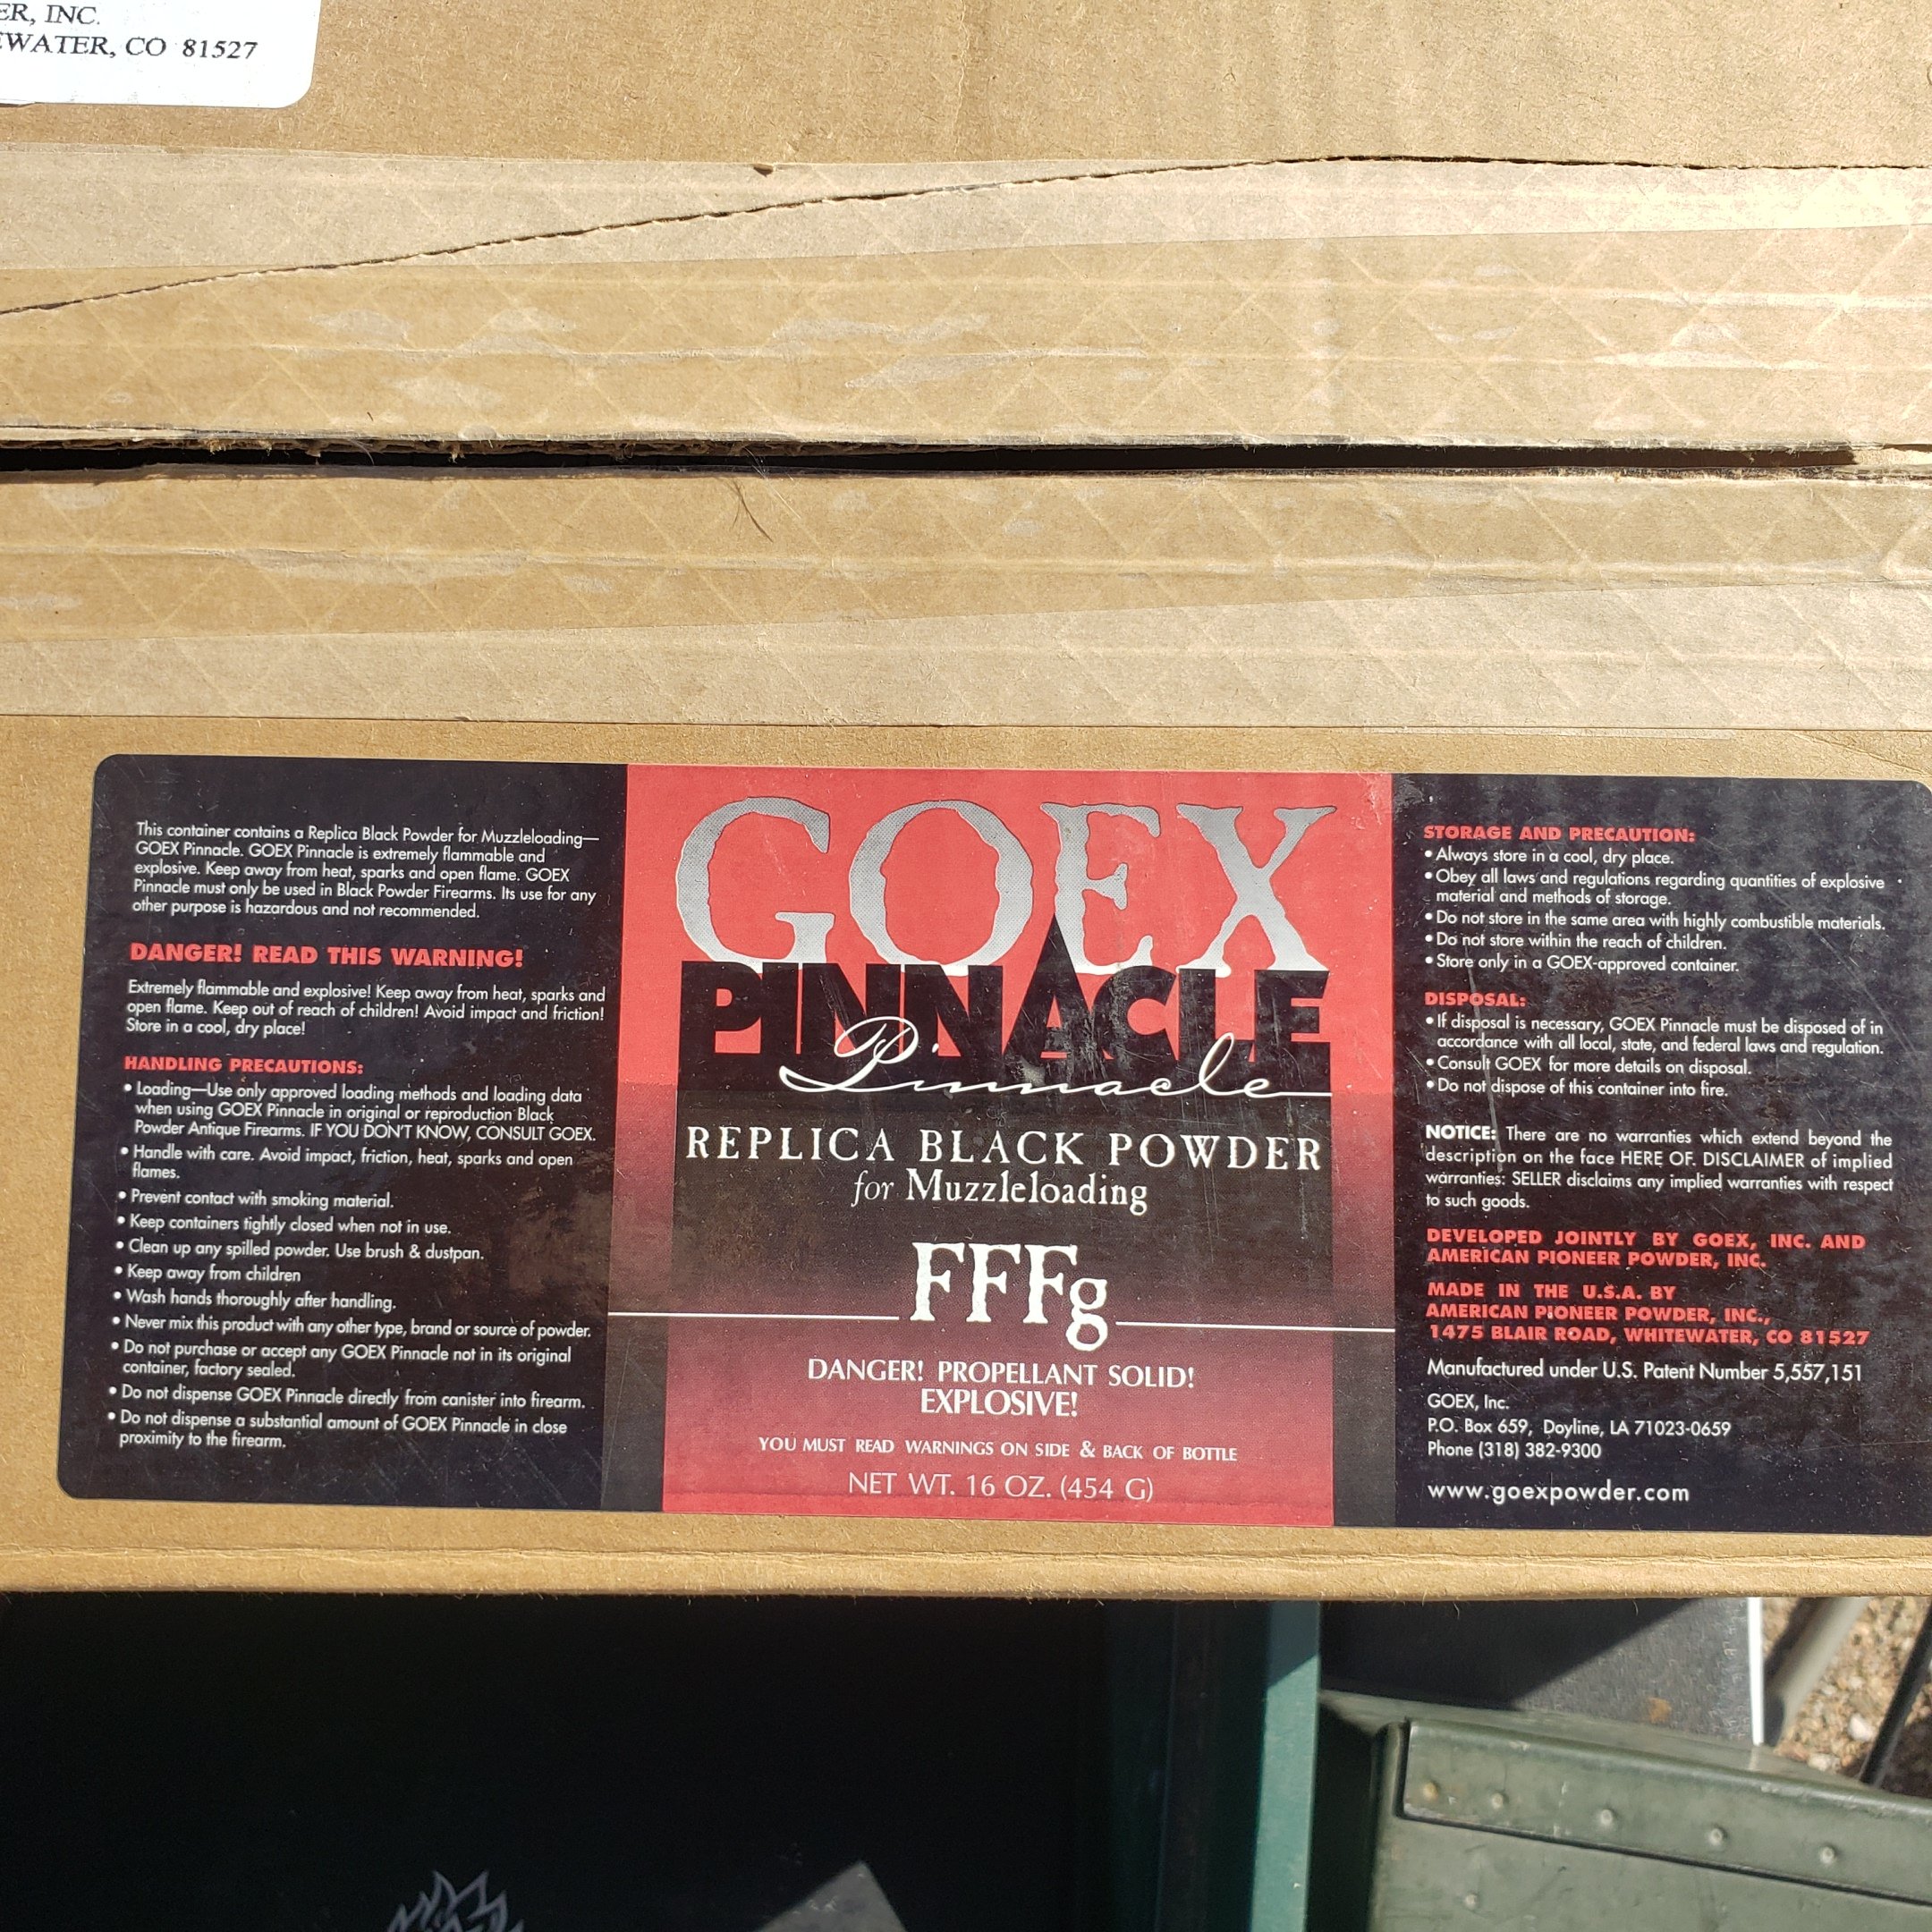 ER, INC.
EWATER, CO 81527
This container contains a Replica Black Powder for Muzzleloading—
GOEX Pinnacle. GOEX Pinnacle is extremely flammable and
explosive. Keep away from heat, sparks and open flame. GOEX
Pinnacle must only be used in Black Powder Firearms. Its use for any
other purpose is hazardous and not recommended.
DANGER! READ THIS WARNING!
Extremely flammable and explosive! Keep away from heat, sparks and
open flame. Keep out of reach of children! Avoid impact and friction!
Store in a cool, dry place!
HANDLING PRECAUTIONS:
• Loading—Use only approved loading methods and loading data
when using GOEX Pinnacle in original or reproduction Black
Powder Antique Firearms. IF YOU DON'T KNOW, CONSULT GOEX.
• Handle with care. Avoid impact, friction, heat, sparks and open
flames.
• Prevent contact with smoking material.
• Keep containers tightly closed when not in use.
• Clean up any spilled powder. Use brush & dustpan.
• Keep away from children
• Wash hands thoroughly after handling.
• Never mix this product with any other type, brand or source of powder.
• Do not purchase or accept any GOEX Pinnacle not in its original
container, factory sealed.
• Do not dispense GOEX Pinnacle directly from canister into firearm.
• Do not dispense a substantial amount of GOEX Pinnacle in close
proximity to the firearm.
GOEX
PINNACLE
Pinnacle
REPLICA BLACK POWDER
for Muzzleloading
FFFg
DANGER! PROPELLANT SOLID!
EXPLOSIVE!
YOU MUST READ WARNINGS ON SIDE & BACK OF BOTTLE
NET WT. 16 OZ. (454 G)
STORAGE AND PRECAUTION:
• Always store in a cool, dry place.
• Obey all laws and regulations regarding quantities of explosive
material and methods of storage.
• Do not store in the same area with highly combustible materials.
• Do not store within the reach of children.
• Store only in a GOEX-approved container.
DISPOSAL:
• If disposal is necessary, GOEX Pinnacle must be disposed of in
accordance with all local, state, and federal laws and regulation.
• Consult GOEX for more details on disposal.
• Do not dispose of this container into fire.
NOTICE: There are no warranties which extend beyond the
description on the face HERE OF. DISCLAIMER of implied
warranties: SELLER disclaims any implied warranties with respect
to such goods.
DEVELOPED JOINTLY BY GOEX, INC. AND
AMERICAN PIONEER POWDER, INC.
MADE IN THE U.S.A. BY
AMERICAN PIONEER POWDER, INC.,
1475 BLAIR ROAD, WHITEWATER, CO 81527
Manufactured under U.S. Patent Number 5,557,151
GOEX, Inc.
P.O. Box 659, Doyline, LA 71023-0659
Phone (318) 382-9300
www.goexpowder.com